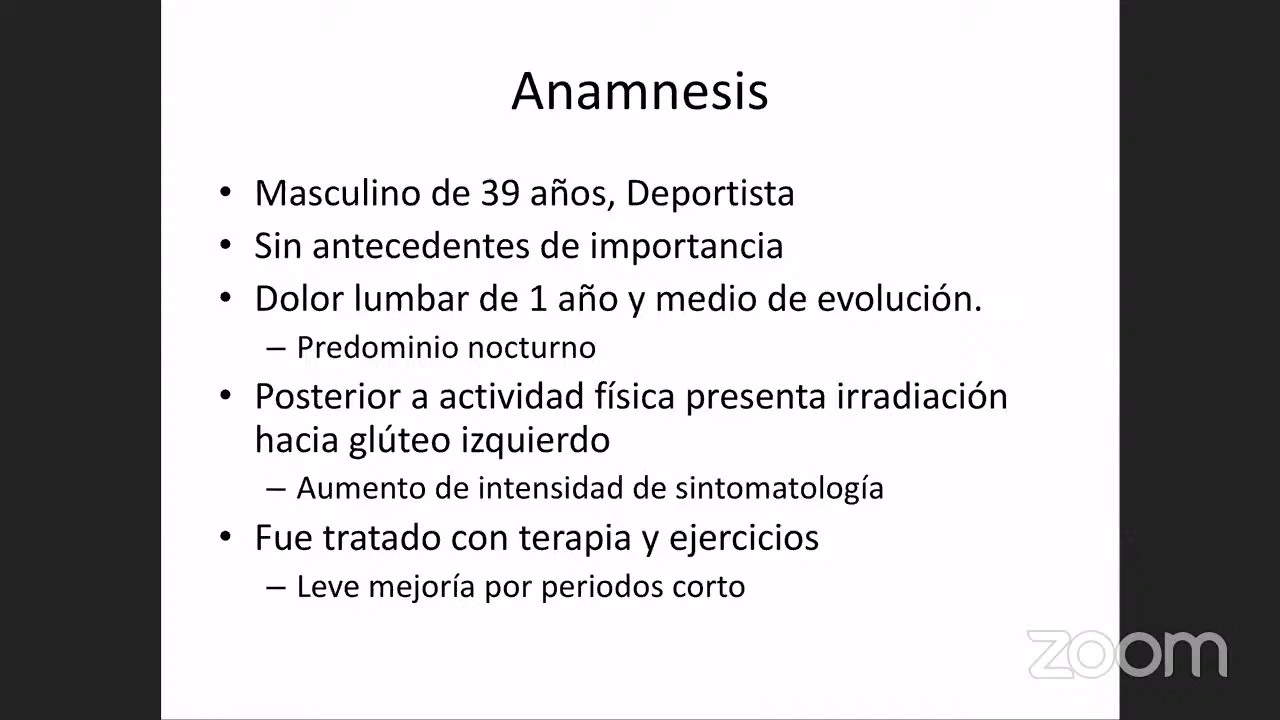 Anamnesis
• Masculino de 39 años, Deportista
• Sin antecedentes de importancia
• Dolor lumbar de 1 año y medio de evolución.
– Predominio nocturno
• Posterior a actividad física presenta irradiación
hacia glúteo izquierdo
– Aumento de intensidad de sintomatología
• Fue tratado con terapia y ejercicios
– Leve mejoría por periodos corto
zoom